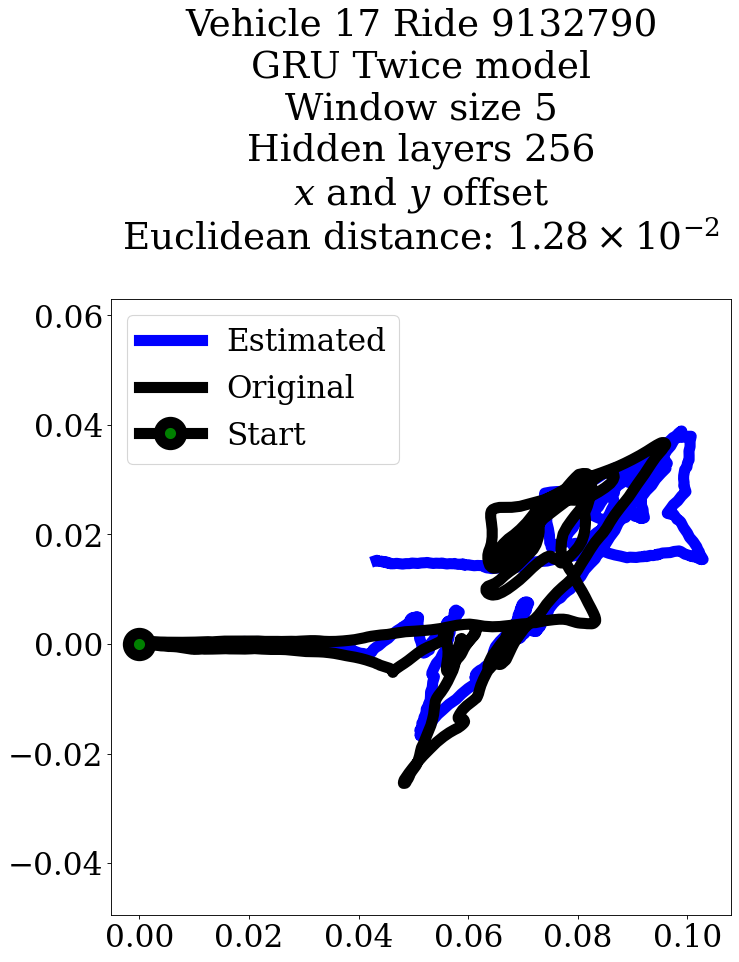 Vehicle 17 Ride 9132790
GRU Twice model
Window size 5
Hidden layers 256
x and y offset
Euclidean distance: 1.28 × 10⁻²
0.06
0.04
0.02
0.00
−0.02
−0.04
Estimated
Original
Start
0.00 0.02 0.04 0.06 0.08 0.10